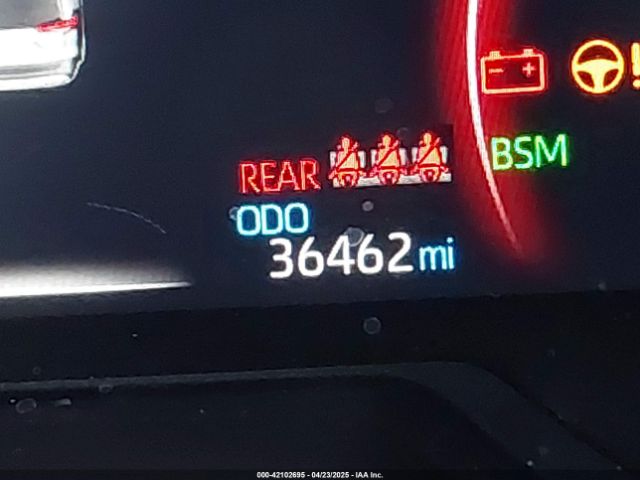 BSM
REAR
ODO
36462 mi
000-42102695 - 04/23/2025 - IAA Inc.